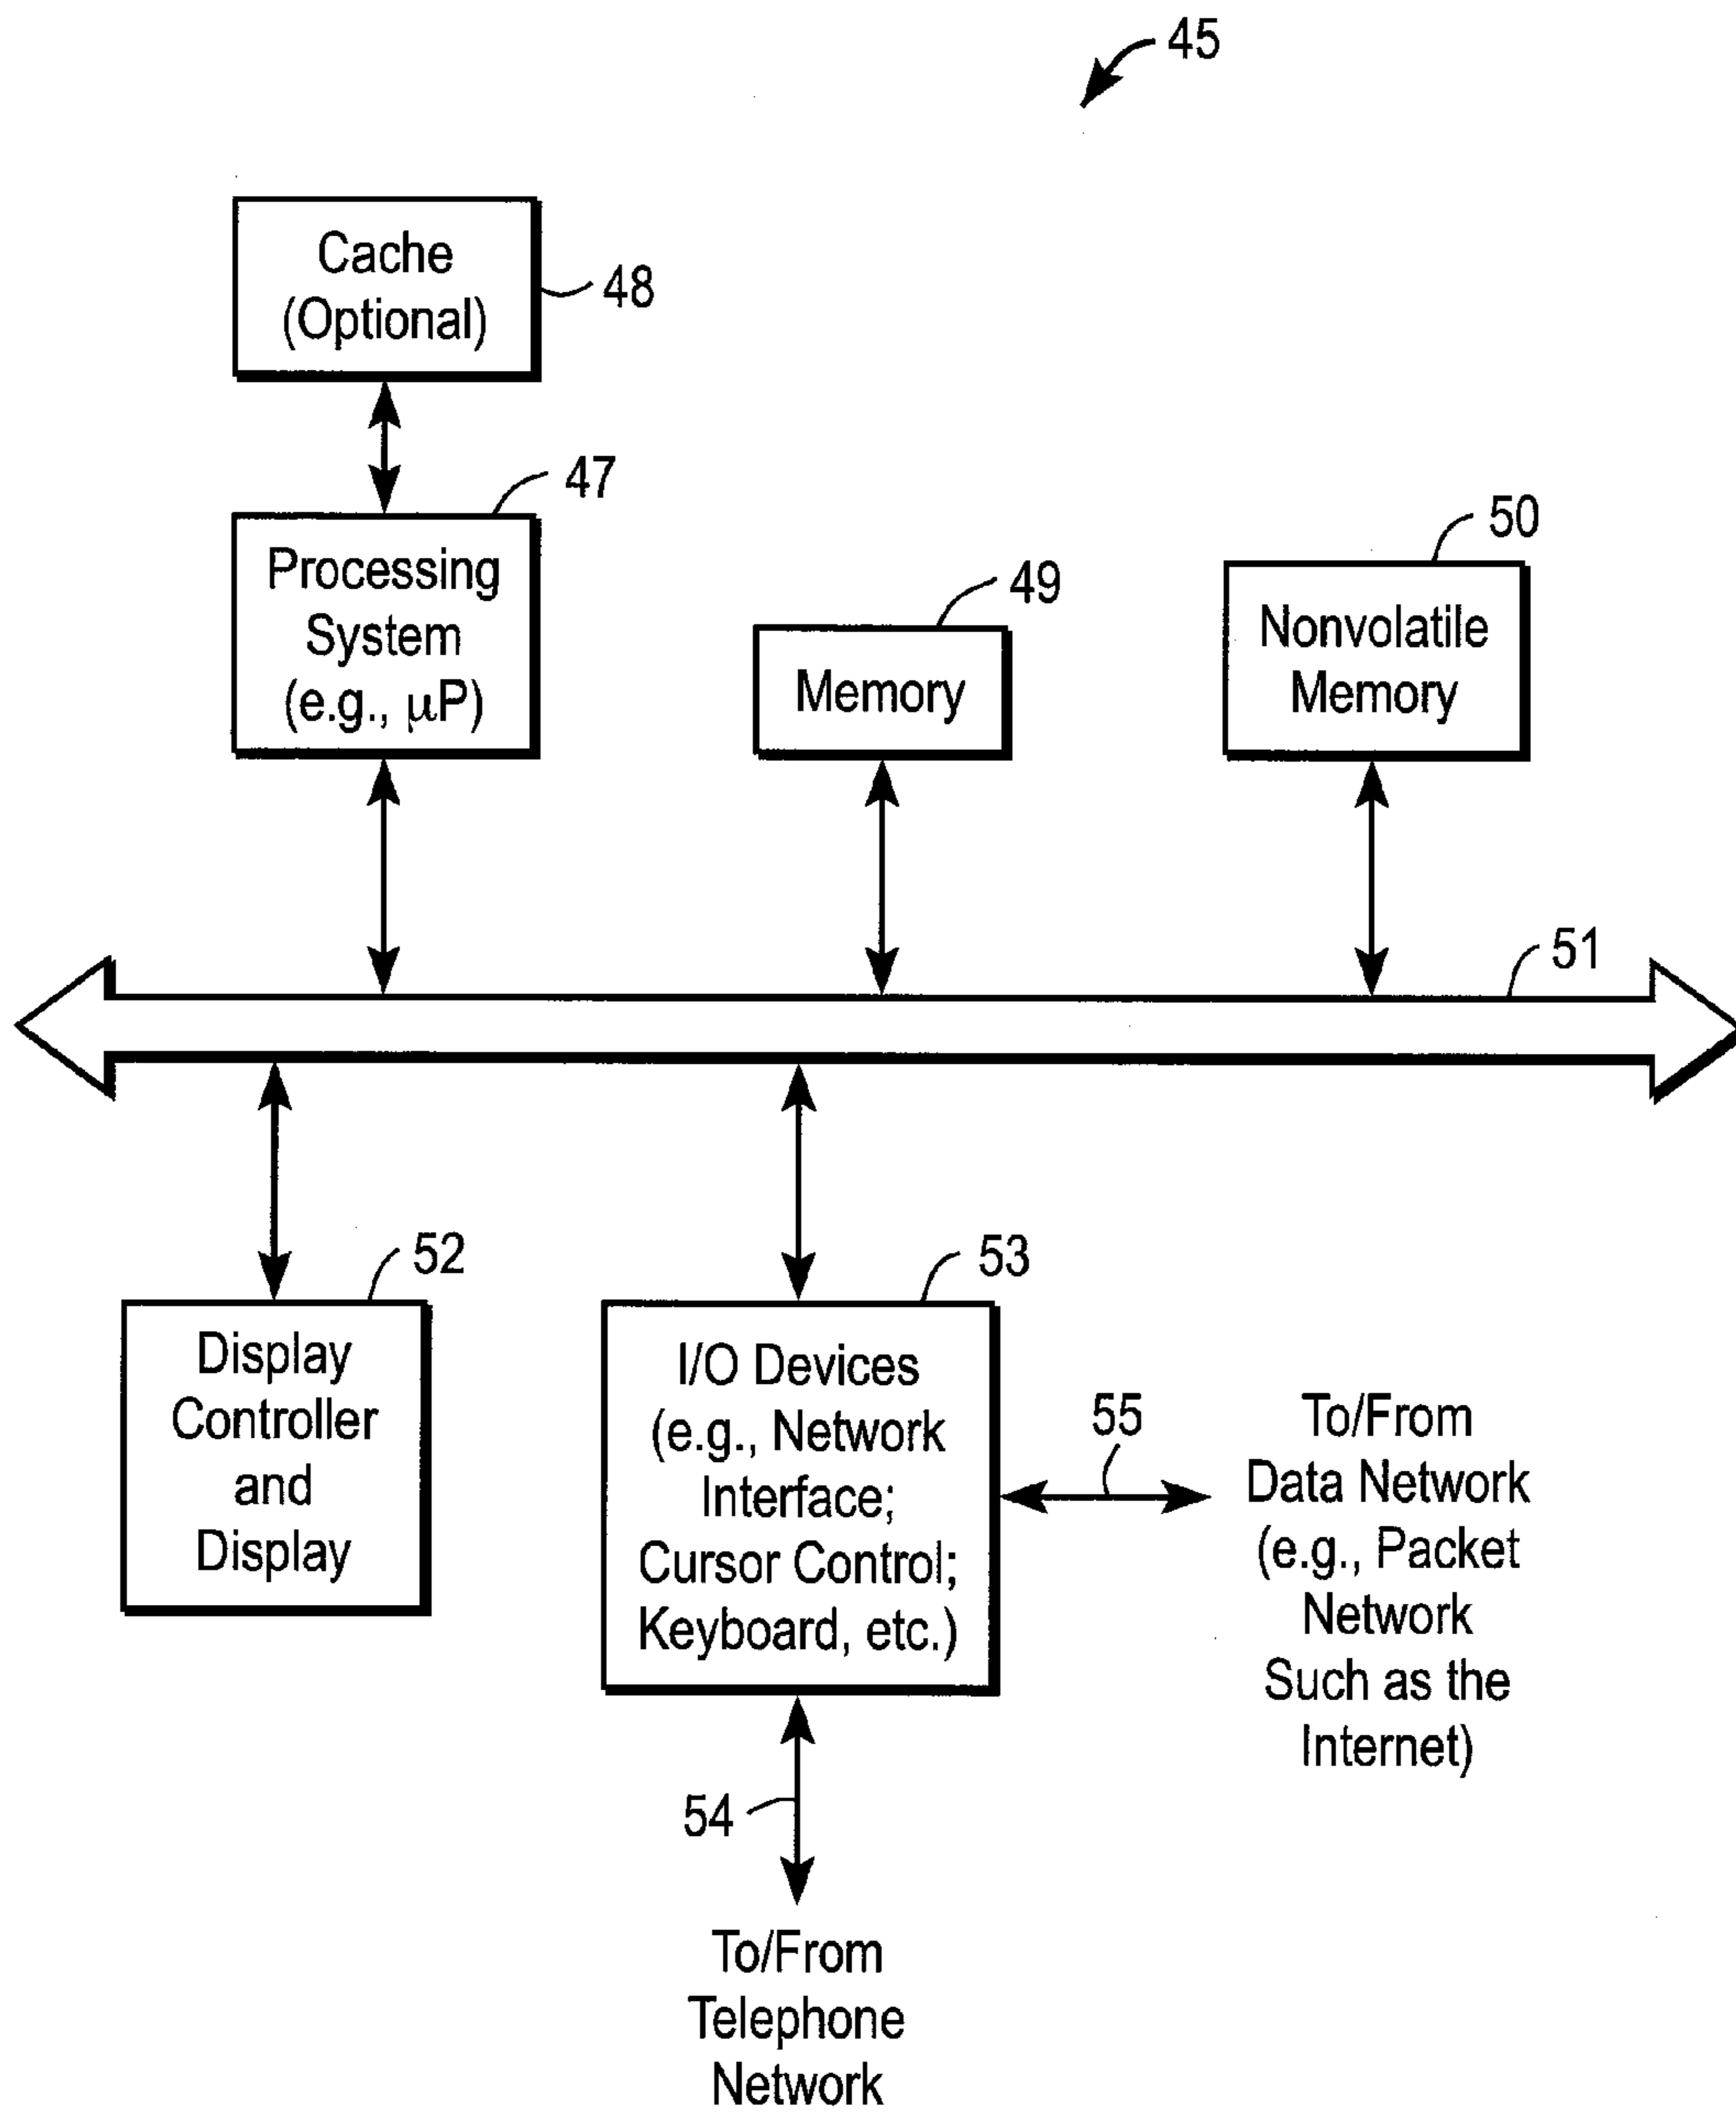 45
Cache
(Optional)
48
47
Processing
System
(e.g., µP)
49
Memory
50
Nonvolatile
Memory
51
52
Display
Controller
and
Display
53
I/O Devices
(e.g., Network
Interface;
Cursor Control;
Keyboard, etc.)
55
To/From
Data Network
(e.g., Packet
Network
Such as the
Internet)
54
To/From
Telephone
Network